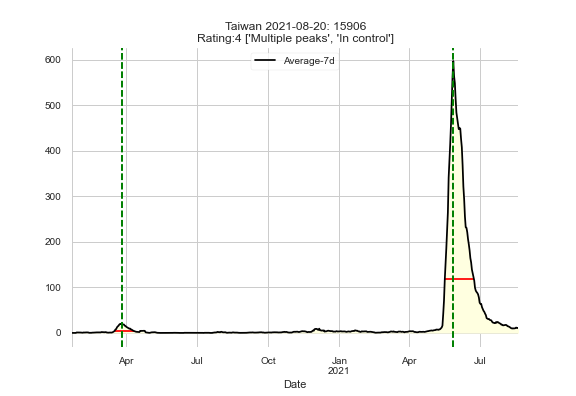 Taiwan 2021-08-20: 15906
Rating:4 ['Multiple peaks', 'In control']
Average-7d
600
500
400
300
200
100
0
Apr
Jul
Oct
Jan
2021
Apr
Jul
Date